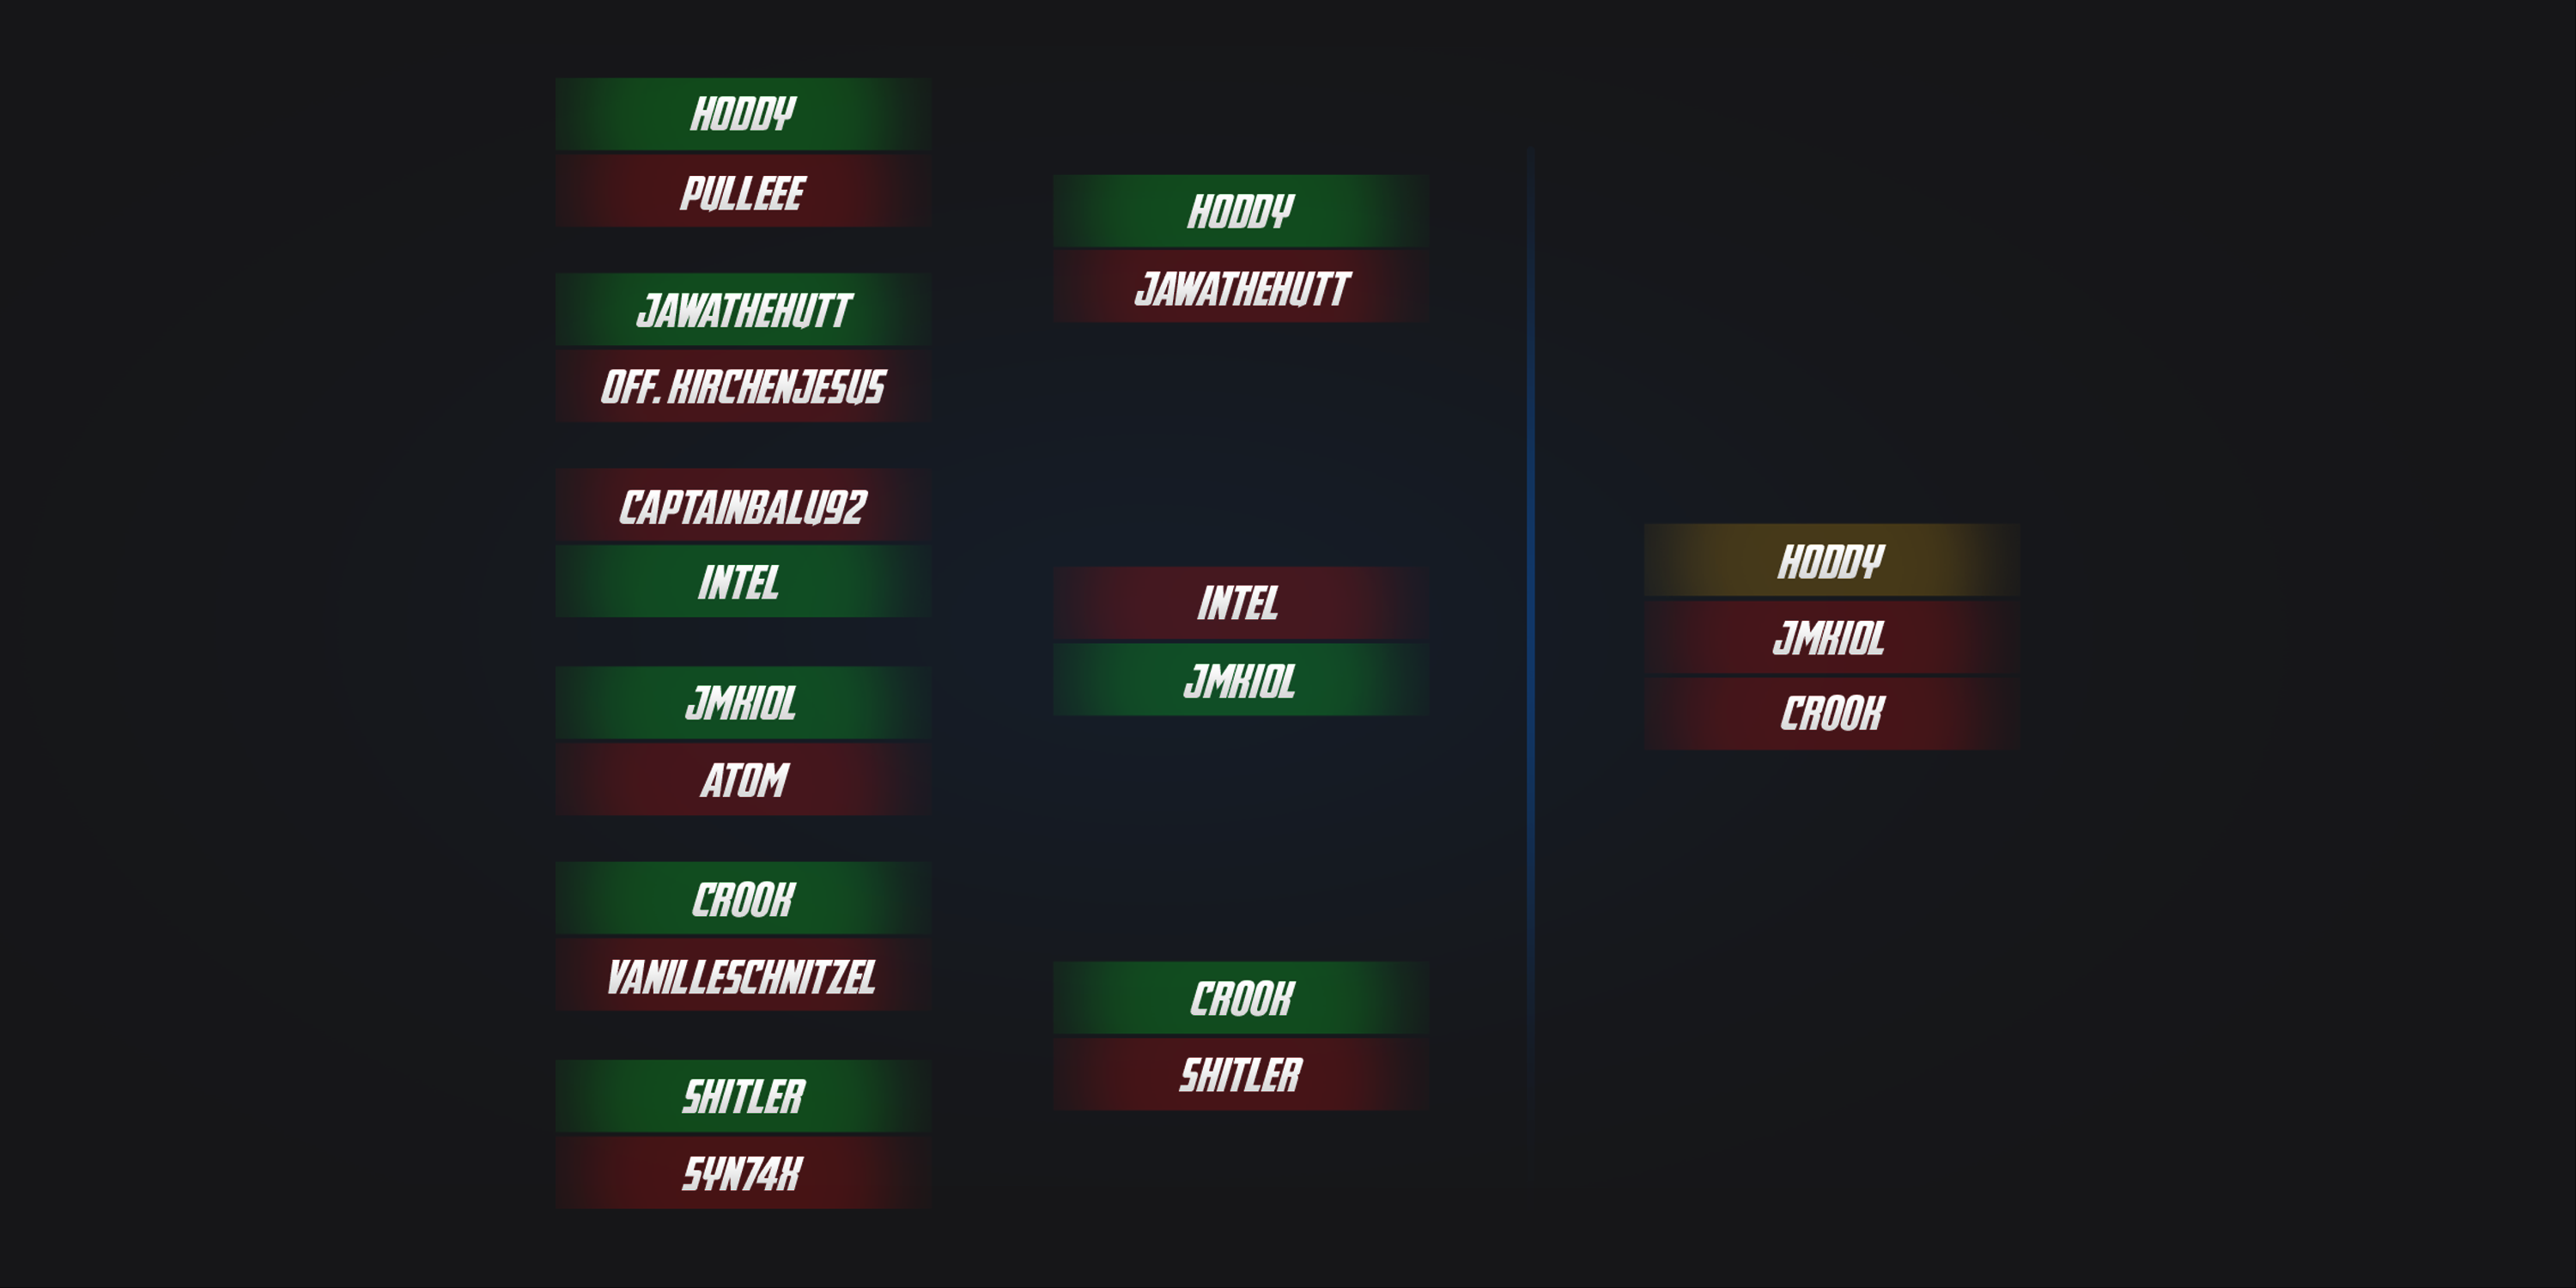 HODDY
PULLEEE
JAWATHEHUTT
OFF. KIRCHENJESUS
CAPTAINBALU92
INTEL
JMKIOL
ATOM
CROOK
VANILLESCHNITZEL
SHITLER
5YN74X
HODDY
JAWATHEHUTT
INTEL
JMKIOL
CROOK
SHITLER
HODDY
JMKIOL
CROOK